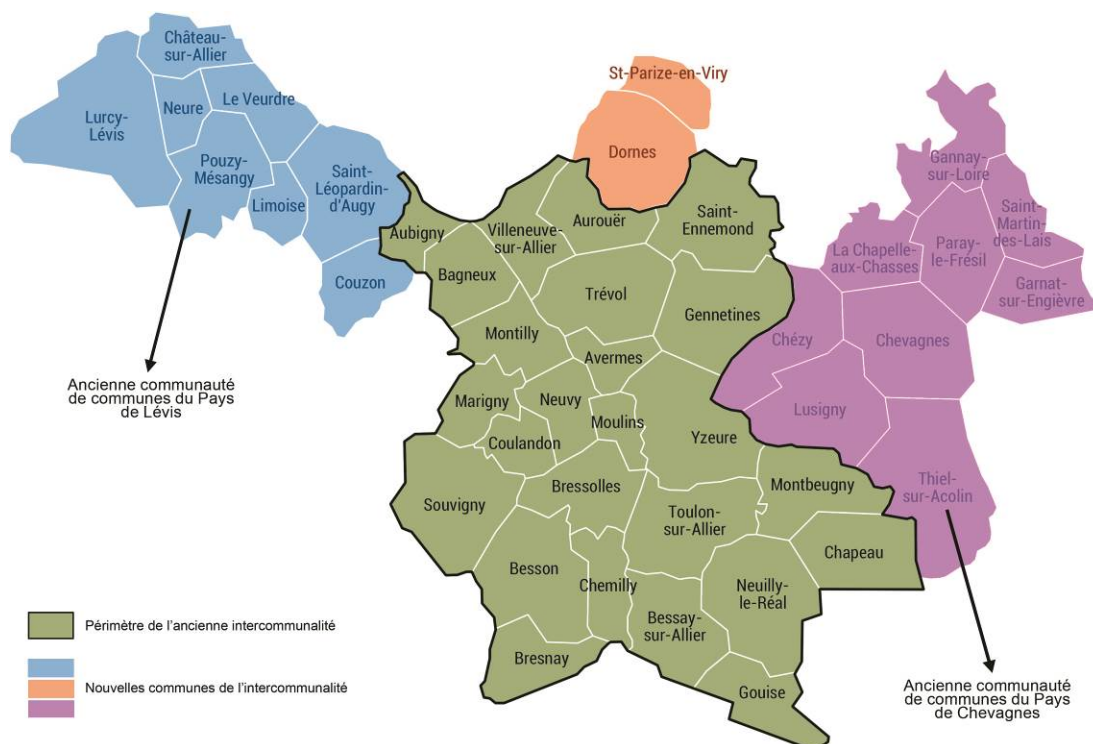 Château-
sur-Allier
Lurcy-
Lévis
Neure
Le Veurdre
Pouzy-
Mésangy
Limoise
Saint-
Léopardin-
d'Augy
Couzon
St-Parize-en-Viry
Dornes
Aubigny
Bagneux
Villeneuve-
sur-Allier
Aurouër
Saint-
Ennemond
Trévol
Gennetines
Montilly
Avermes
Marigny
Neuvy
Moulins
Coulandon
Yzeure
Souvigny
Bressolles
Montbeugny
Toulon-
sur-Allier
Chapeau
Besson
Chemilly
Neuilly-
le-Réal
Bessay-
sur-Allier
Bresnay
Gouise
Gannay-
sur-Loire
Saint-
Martin-
des-Lais
La Chapelle-
aux-Chasses
Paray-
le-Frésil
Garnat-
sur-Engièvre
Chézy
Chevagnes
Lusigny
Thiel-
sur-Acolin
Ancienne communauté
de communes du Pays
de Lévis
Périmètre de l'ancienne intercommunalité
Nouvelles communes de l'intercommunalité
Ancienne communauté
de communes du Pays
de Chevagnes